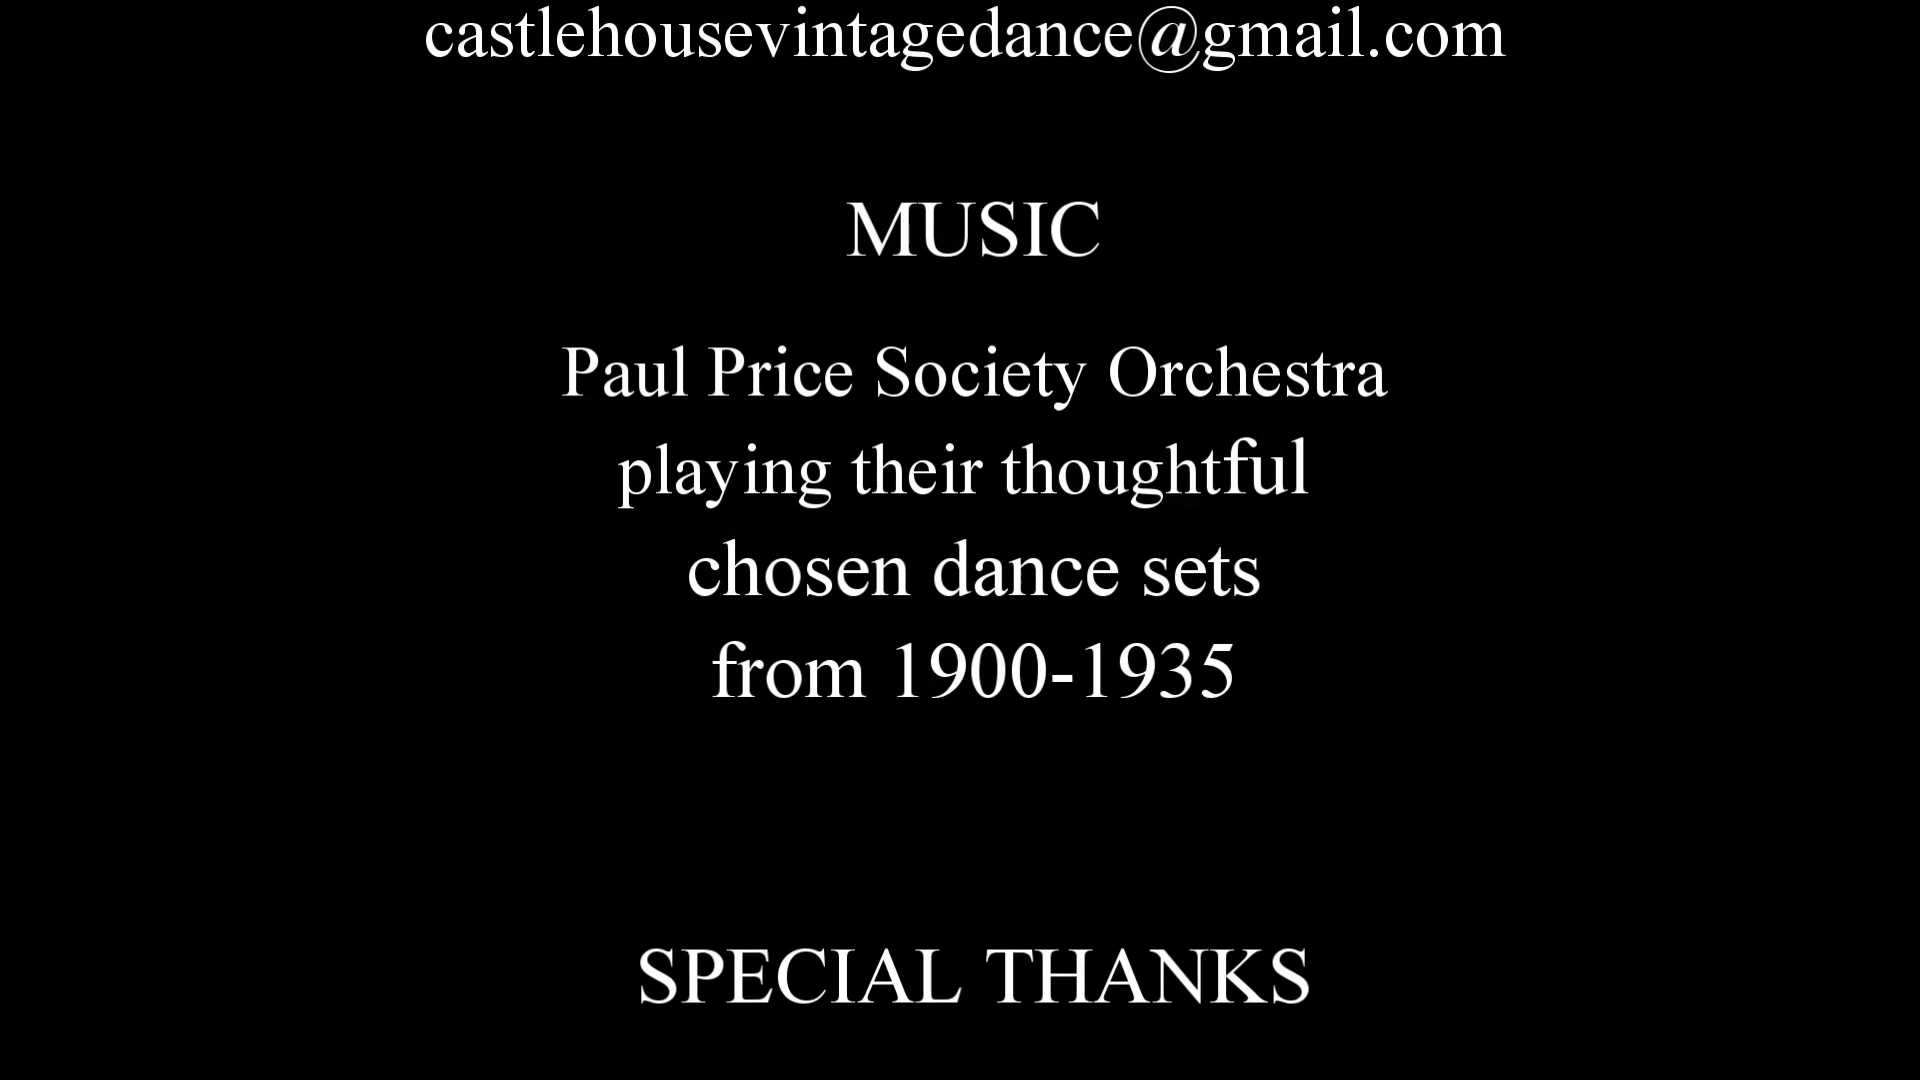 castlehousevintagedance@gmail.com
MUSIC
Paul Price Society Orchestra
playing their thoughtful
chosen dance sets
from 1900-1935
SPECIAL THANKS